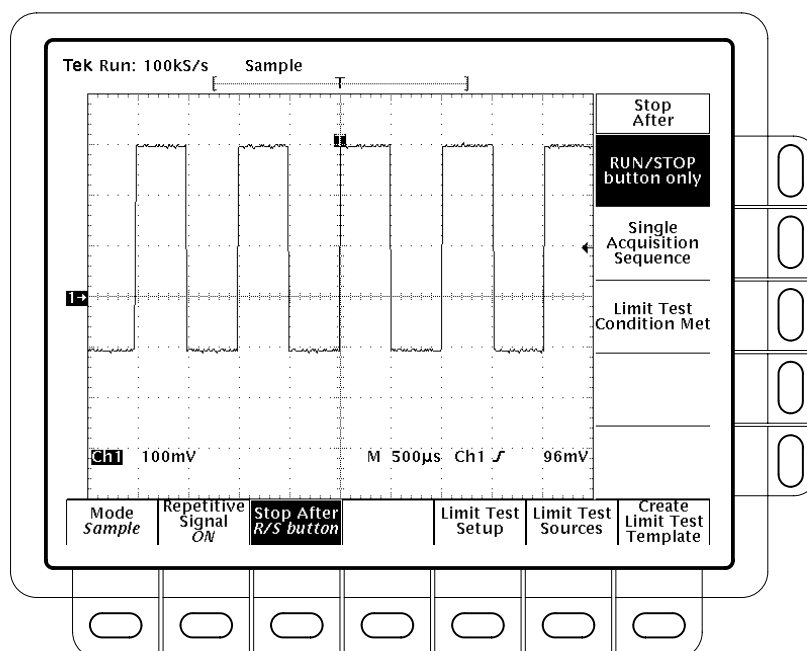 Tek Run: 100kS/s Sample
[ T ]
Stop
After
T
RUN/STOP
button only
Single
Acquisition
Sequence
1→
Limit Test
Condition Met
Ch1 100mV M 500µs Ch1 96mV
Mode
Sample
Repetitive
Signal
ON
Stop After
R/S button
Limit Test
Setup
Limit Test
Sources
Create
Limit Test
Template